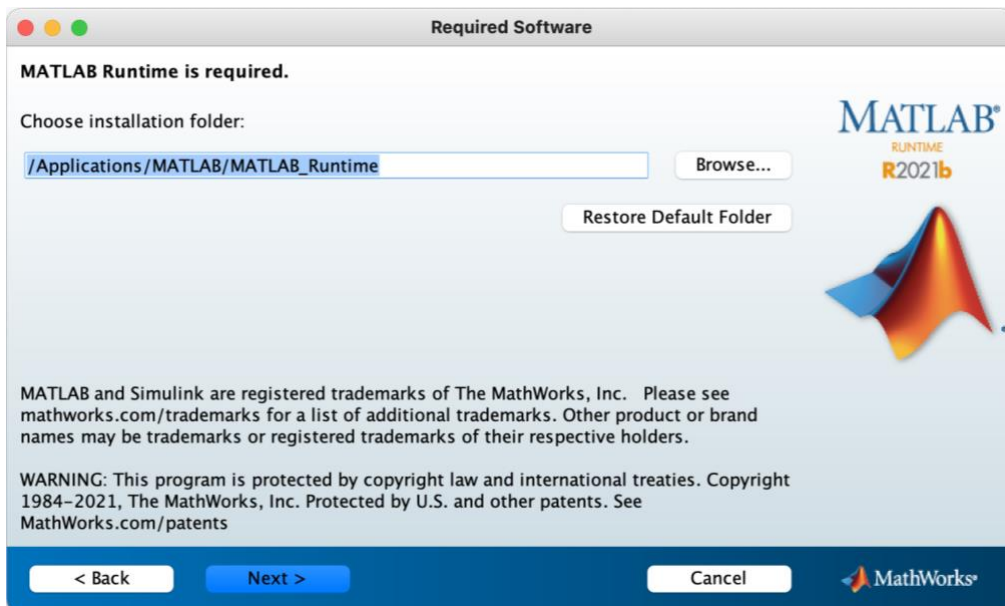 Required Software
MATLAB Runtime is required.
Choose installation folder:
/Applications/MATLAB/MATLAB_Runtime
Browse...
Restore Default Folder
MATLAB®
RUNTIME
R2021b
MATLAB and Simulink are registered trademarks of The MathWorks, Inc.   Please see
mathworks.com/trademarks for a list of additional trademarks. Other product or brand
names may be trademarks or registered trademarks of their respective holders.
WARNING: This program is protected by copyright law and international treaties. Copyright
1984–2021, The MathWorks, Inc. Protected by U.S. and other patents. See
MathWorks.com/patents
< Back
Next >
Cancel
MathWorks®